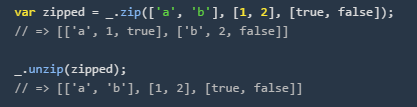 var zipped = _.zip(['a', 'b'], [1, 2], [true, false]);
// => [['a', 1, true], ['b', 2, false]]
_.unzip(zipped);
// => [['a', 'b'], [1, 2], [true, false]]